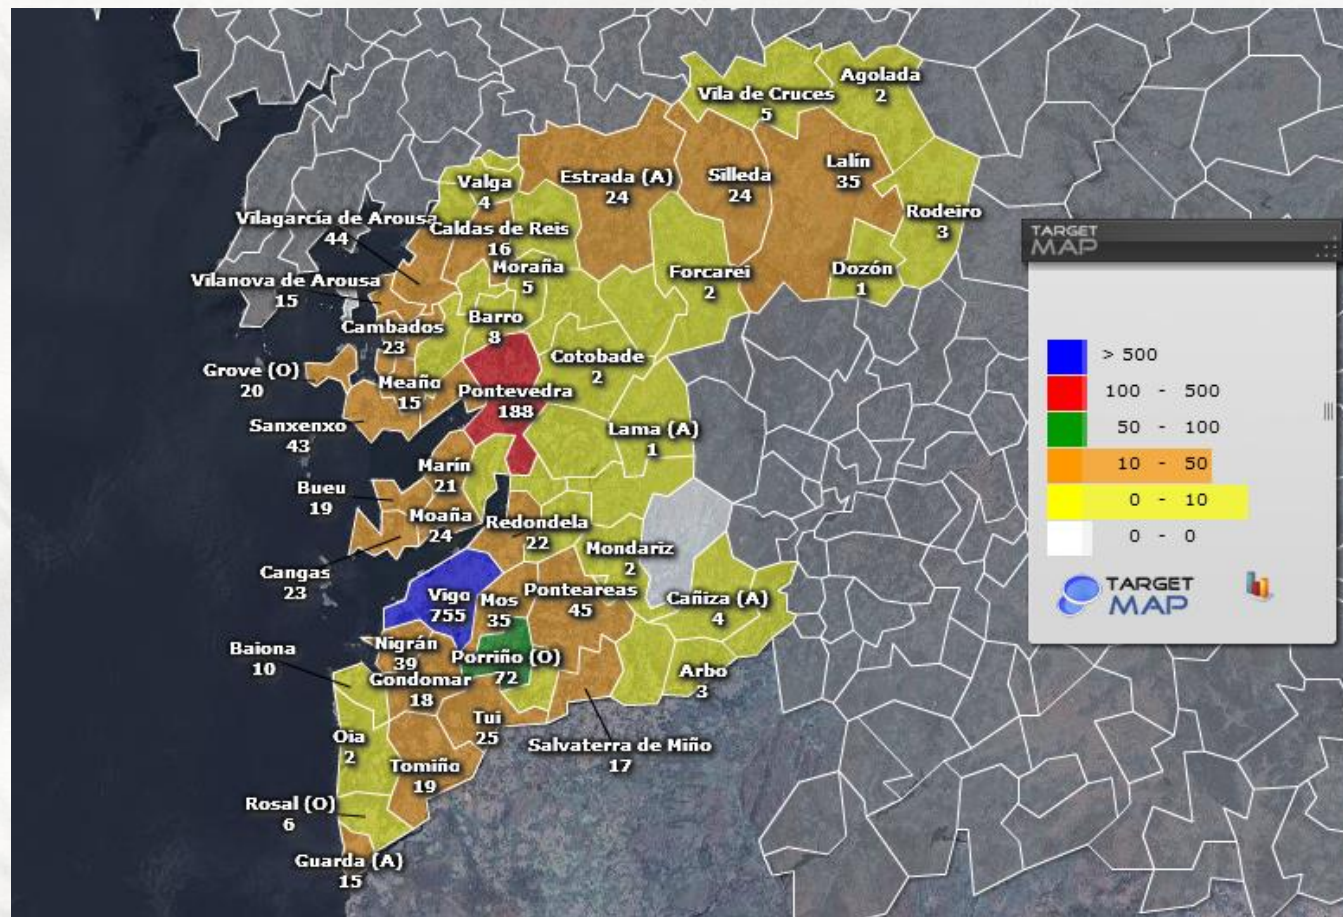 Agolada
2
Vila de Cruces
5
Lalín
35
Estrada (A)
24
Silleda
24
Valga
4
Rodeiro
3
Vilagarcía de Arousa
44
Caldas de Reis
16
Moraña
5
Forcarei
2
Dozón
1
Vilanova de Arousa
15
Cambados
23
Barro
8
Cotobade
2
Grove (O)
20
Meaño
15
Pontevedra
188
Sanxenxo
43
Lama (A)
1
Marín
21
Bueu
19
Moaña
24
Redondela
22
Mondariz
2
Cangas
23
Vigo
755
Mos
35
Ponteareas
45
Cañiza (A)
4
Baiona
10
Nigrán
39
Porriño (O)
72
Arbo
3
Gondomar
18
Tui
25
Salvaterra de Miño
17
Oia
2
Tomiño
19
Rosal (O)
6
Guarda (A)
15
TARGET
MAP
> 500
100 - 500
50 - 100
10 - 50
0 - 10
0 - 0
TARGET
MAP